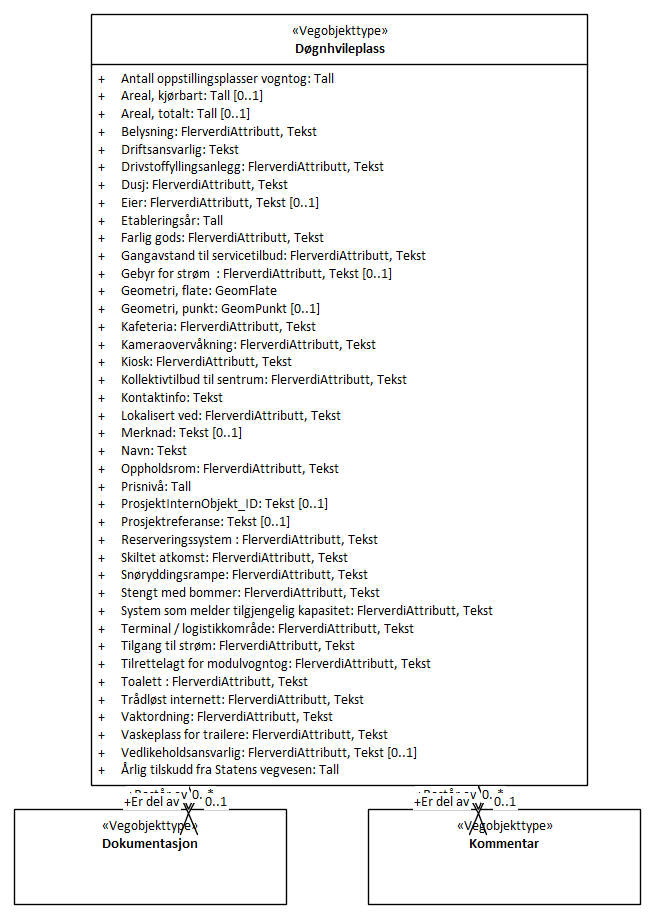 «Vegobjekttype»
Døgnhvileplass
+ Antall oppstillingsplasser vogntog: Tall
+ Areal, kjørbart: Tall [0..1]
+ Areal, totalt: Tall [0..1]
+ Belysning: FlerverdiAttributt, Tekst
+ Driftsansvarlig: Tekst
+ Drivstoffyllingsanlegg: FlerverdiAttributt, Tekst
+ Dusj: FlerverdiAttributt, Tekst
+ Eier: FlerverdiAttributt, Tekst [0..1]
+ Etableringsår: Tall
+ Farlig gods: FlerverdiAttributt, Tekst
+ Gangavstand til servicetilbud: FlerverdiAttributt, Tekst
+ Gebyr for strøm : FlerverdiAttributt, Tekst [0..1]
+ Geometri, flate: GeomFlate
+ Geometri, punkt: GeomPunkt [0..1]
+ Kafeteria: FlerverdiAttributt, Tekst
+ Kameraovervåkning: FlerverdiAttributt, Tekst
+ Kiosk: FlerverdiAttributt, Tekst
+ Kollektivtilbud til sentrum: FlerverdiAttributt, Tekst
+ Kontaktinfo: Tekst
+ Lokalisert ved: FlerverdiAttributt, Tekst
+ Merknad: Tekst [0..1]
+ Navn: Tekst
+ Oppholdsrom: FlerverdiAttributt, Tekst
+ Prisnivå: Tall
+ ProsjektInternObjekt_ID: Tekst [0..1]
+ Prosjektreferanse: Tekst [0..1]
+ Reserveringssystem : FlerverdiAttributt, Tekst
+ Skiltet atkomst: FlerverdiAttributt, Tekst
+ Snøryddingsrampe: FlerverdiAttributt, Tekst
+ Stengt med bommer: FlerverdiAttributt, Tekst
+ System som melder tilgjengelig kapasitet: FlerverdiAttributt, Tekst
+ Terminal / logistikkområde: FlerverdiAttributt, Tekst
+ Tilgang til strøm: FlerverdiAttributt, Tekst
+ Tilrettelagt for modulvogntog: FlerverdiAttributt, Tekst
+ Toalett : FlerverdiAttributt, Tekst
+ Trådløst internett: FlerverdiAttributt, Tekst
+ Vaktordning: FlerverdiAttributt, Tekst
+ Vaskeplass for trailere: FlerverdiAttributt, Tekst
+ Vedlikeholdsansvarlig: FlerverdiAttributt, Tekst [0..1]
+ Årlig tilskudd fra Statens vegvesen: Tall
0..*
+Er del av 0..1
«Vegobjekttype»
Dokumentasjon
0..*
+Er del av 0..1
«Vegobjekttype»
Kommentar